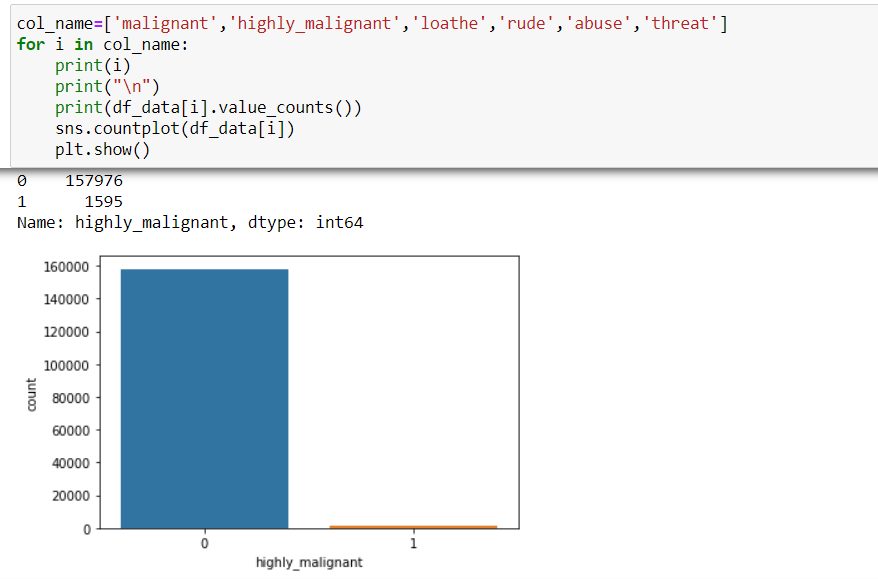 col_name=['malignant','highly_malignant','loathe','rude','abuse','threat']
for i in col_name:
    print(i)
    print("\n")
    print(df_data[i].value_counts())
    sns.countplot(df_data[i])
    plt.show()
0    157976
1      1595
Name: highly_malignant, dtype: int64
160000
140000
120000
100000
80000
60000
40000
20000
0
count
0    1
highly_malignant